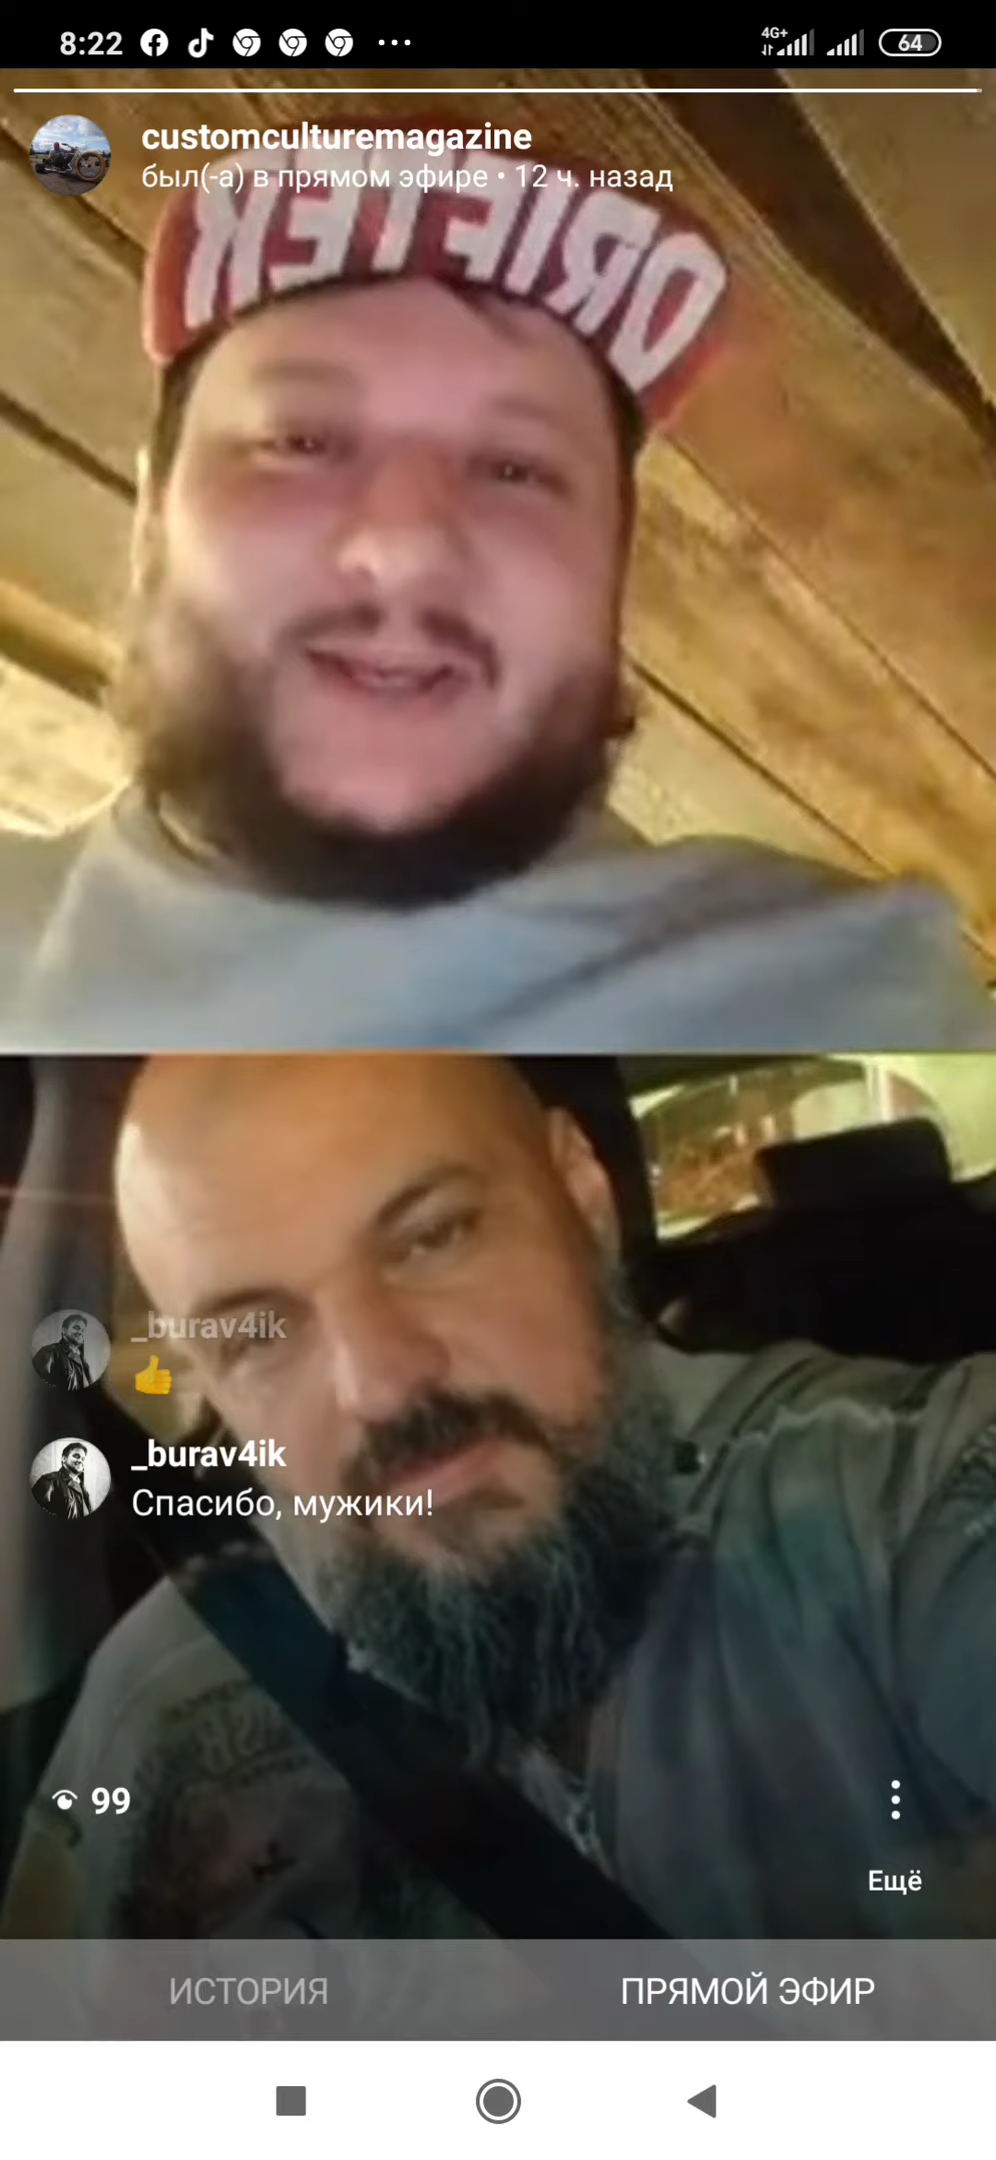 8:22
4G+
64
customculturemagazine
был(-а) в прямом эфире • 12 ч. назад
_burav4ik
👍
_burav4ik
Спасибо, мужики!
99
Ещё
ИСТОРИЯ
ПРЯМОЙ ЭФИР